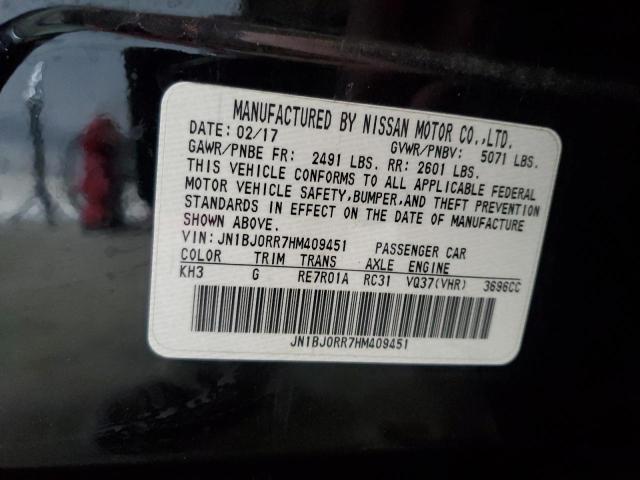 MANUFACTURED BY NISSAN MOTOR CO.,LTD.
DATE: 02/17 GVWR/PNBV: 5071 LBS.
GAWR/PNBE FR: 2491 LBS. RR: 2601 LBS.
THIS VEHICLE CONFORMS TO ALL APPLICABLE FEDERAL
MOTOR VEHICLE SAFETY,BUMPER,AND THEFT PREVENTION
STANDARDS IN EFFECT ON THE DATE OF MANUFACTURE
SHOWN ABOVE.
VIN: JN1BJ0RR7HM409451 PASSENGER CAR
COLOR TRIM TRANS AXLE ENGINE
KH3 G RE7R01A RC31 VQ37(VHR) 3696CC
JN1BJ0RR7HM409451